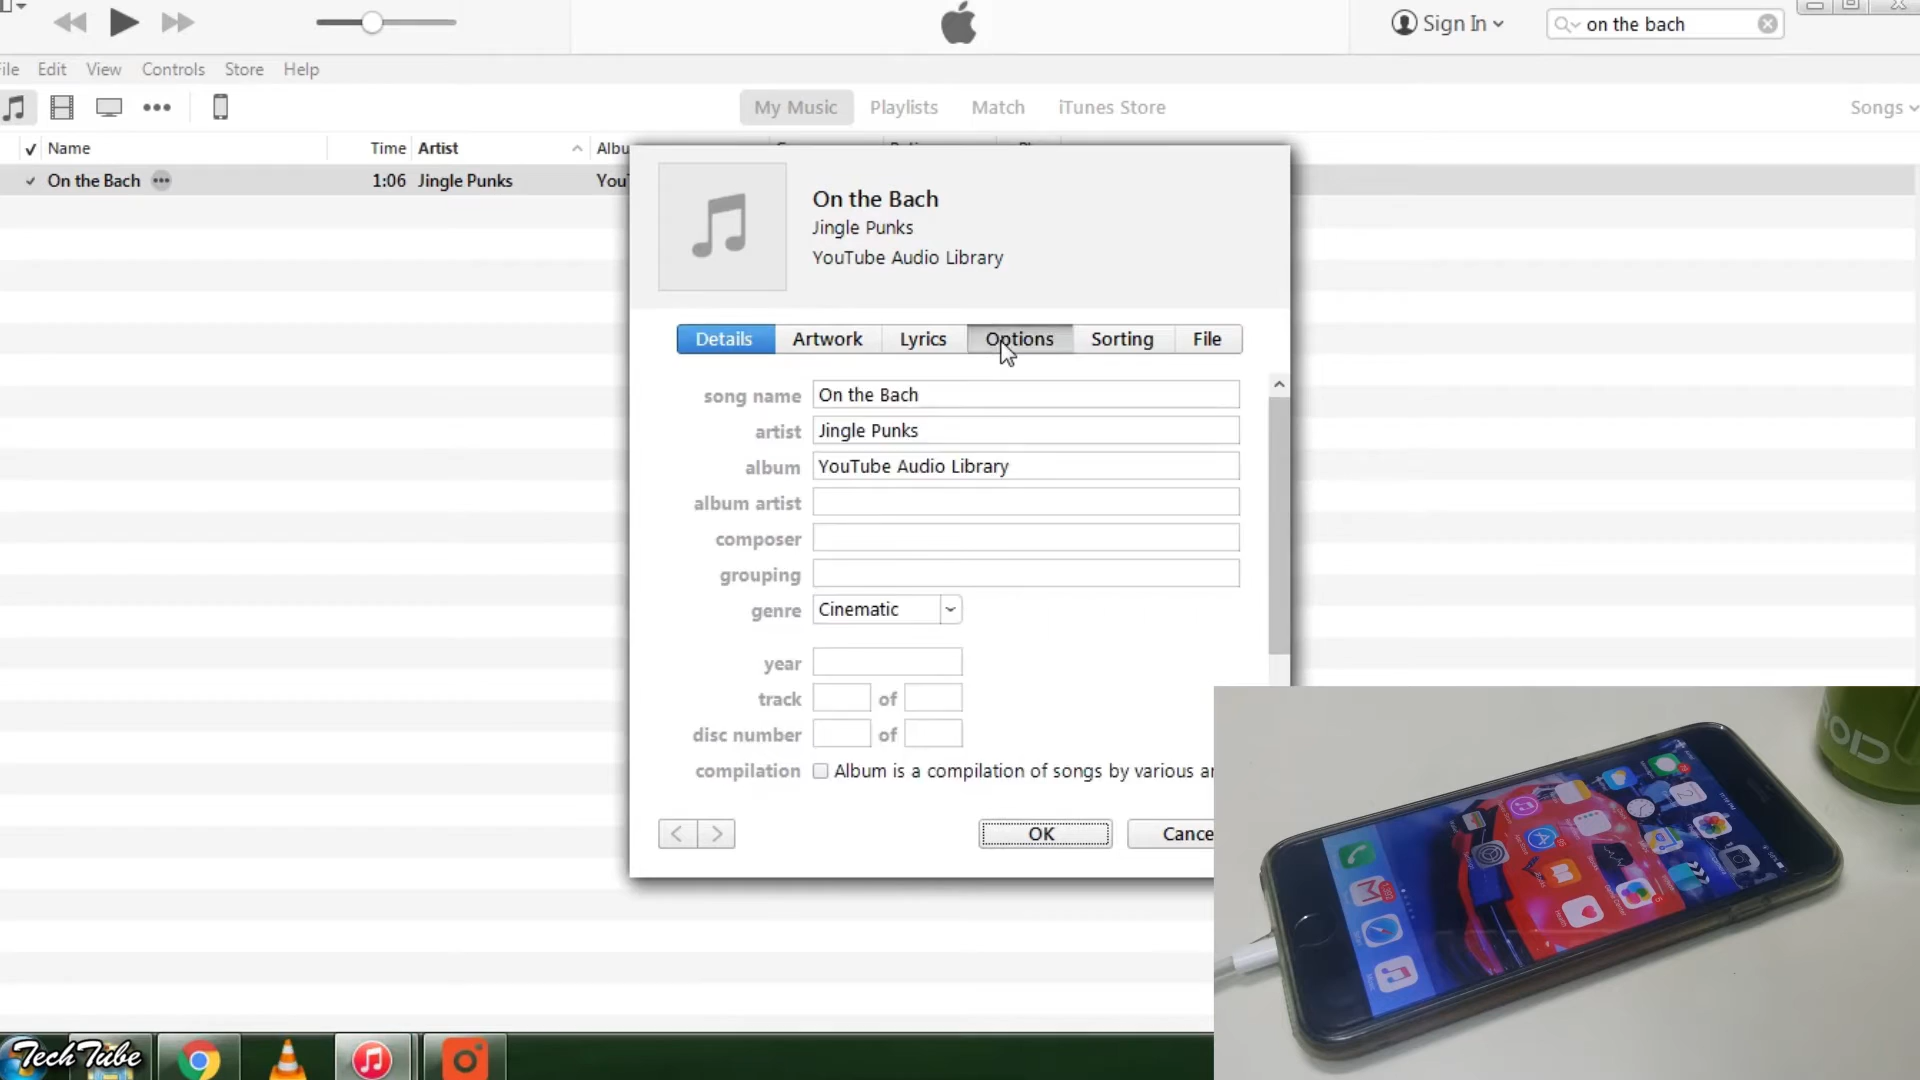 Sign In
on the bach
ile Edit View Controls Store Help
My Music Playlists Match iTunes Store Songs
Name Time Artist Albu
On the Bach 1:06 Jingle Punks You
On the Bach
Jingle Punks
YouTube Audio Library
Details Artwork Lyrics Options Sorting File
song name On the Bach
artist Jingle Punks
album YouTube Audio Library
album artist
composer
grouping
genre Cinematic
year
track of
disc number of
compilation Album is a compilation of songs by various ar
< > OK Cance
ROID
TechTube